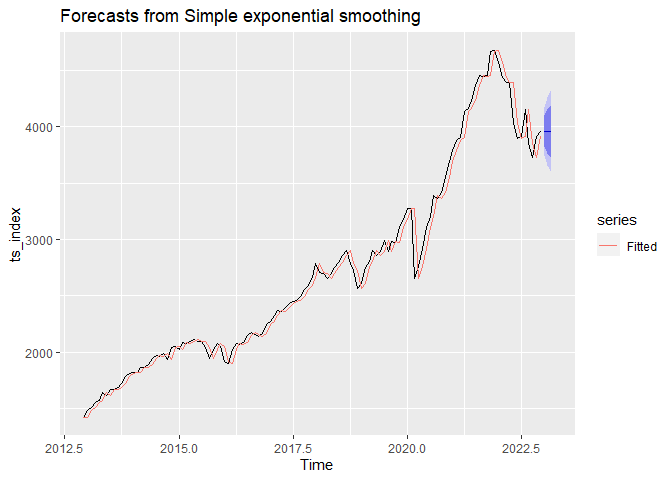 Forecasts from Simple exponential smoothing
ts_index
4000
3000
2000
2012.5 2015.0 2017.5 2020.0 2022.5
Time
series
Fitted